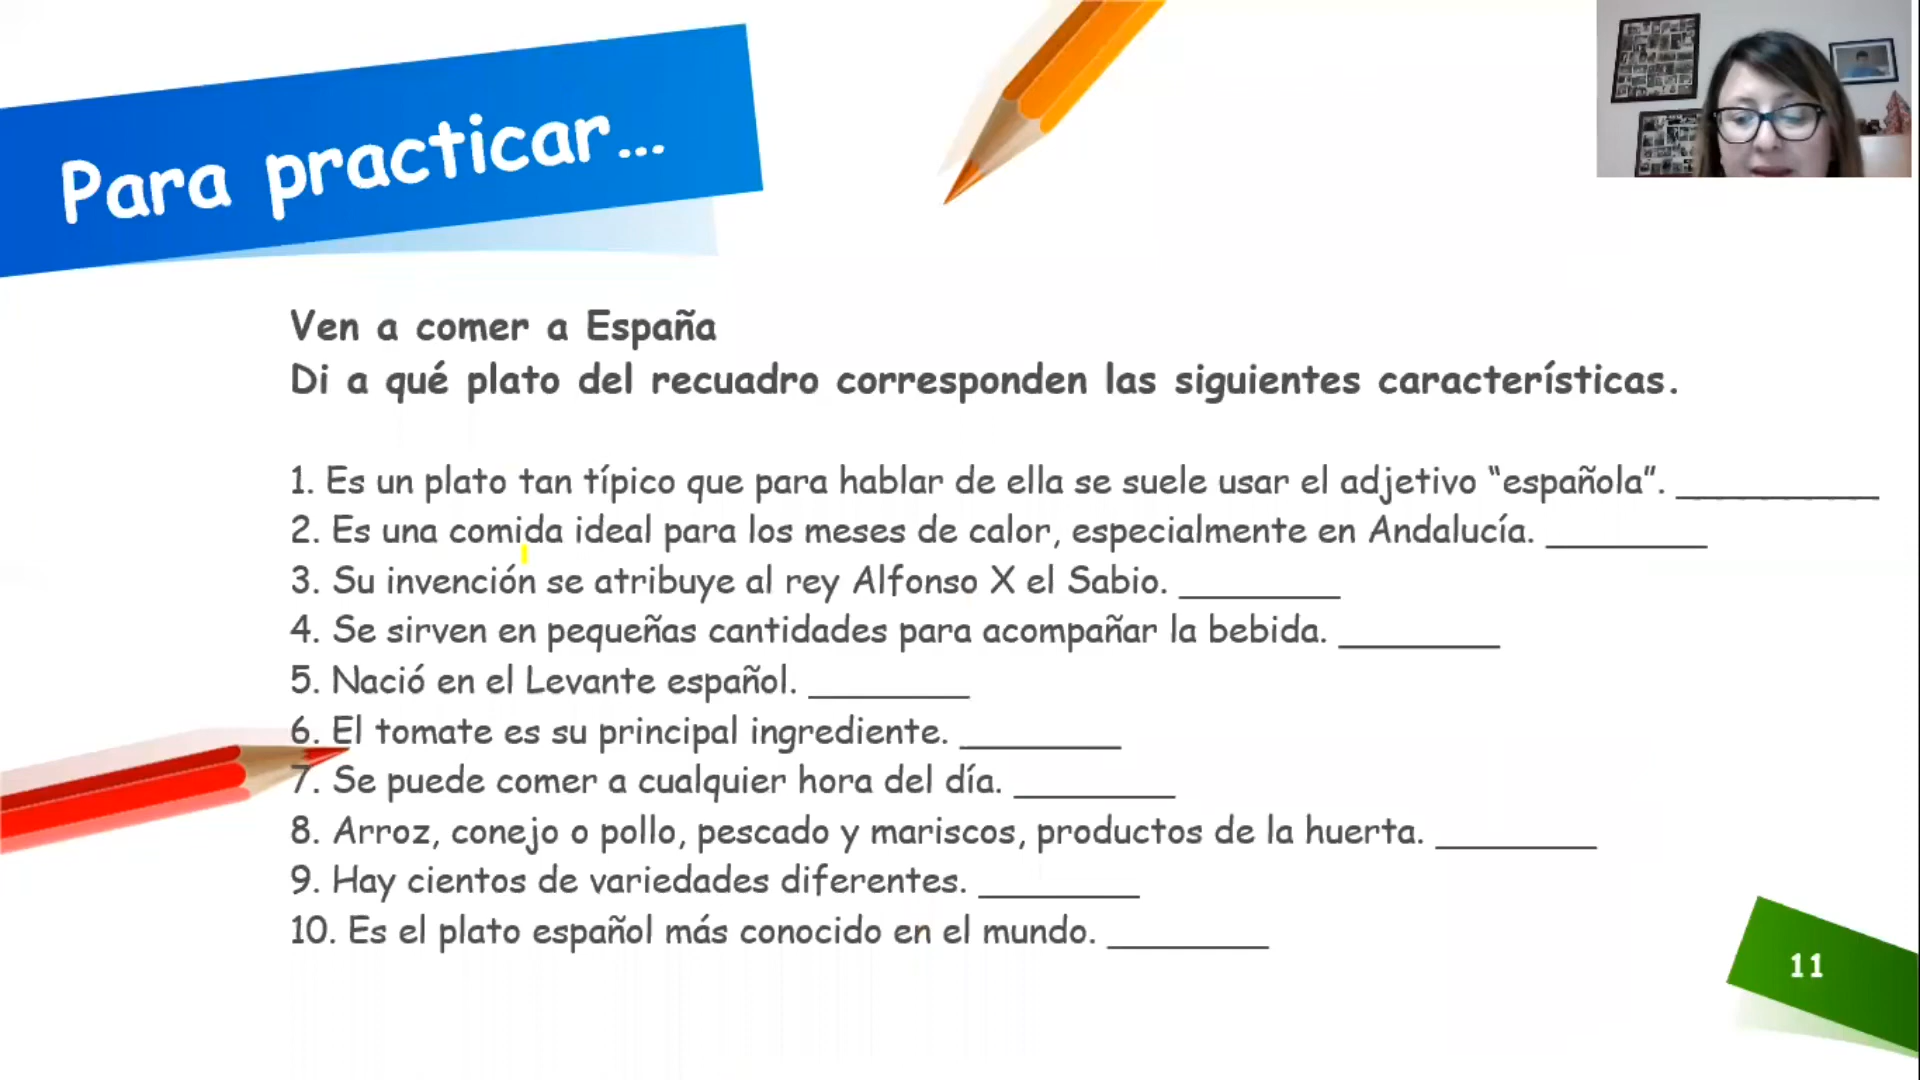 Para practicar...
Ven a comer a España
Di a qué plato del recuadro corresponden las siguientes características.
1. Es un plato tan típico que para hablar de ella se suele usar el adjetivo “española”. __________
2. Es una comida ideal para los meses de calor, especialmente en Andalucía. ________
3. Su invención se atribuye al rey Alfonso X el Sabio. ________
4. Se sirven en pequeñas cantidades para acompañar la bebida. ________
5. Nació en el Levante español. ________
6. El tomate es su principal ingrediente. ________
7. Se puede comer a cualquier hora del día. ________
8. Arroz, conejo o pollo, pescado y mariscos, productos de la huerta. ________
9. Hay cientos de variedades diferentes. ________
10. Es el plato español más conocido en el mundo. ________
11